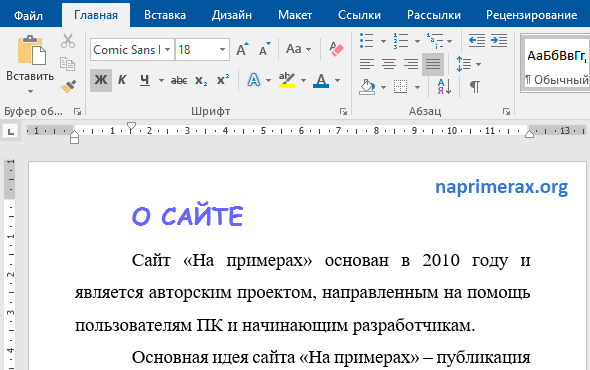 Файл Главная Вставка Дизайн Макет Ссылки Рассылки Рецензирование
Comic Sans 18 Aa АаБбВвГг,
Вставить Ж К Ч abc x₂ x² A ab A А Я ¶ ¶ Обычный
Буфер об... Шрифт Абзац
1 1 2 3 4 5 6 7 8 9 10 11 13
naprimerax.org
О САЙТЕ
Сайт «На примерах» основан в 2010 году и
является авторским проектом, направленным на помощь
пользователям ПК и начинающим разработчикам.
Основная идея сайта «На примерах» – публикация